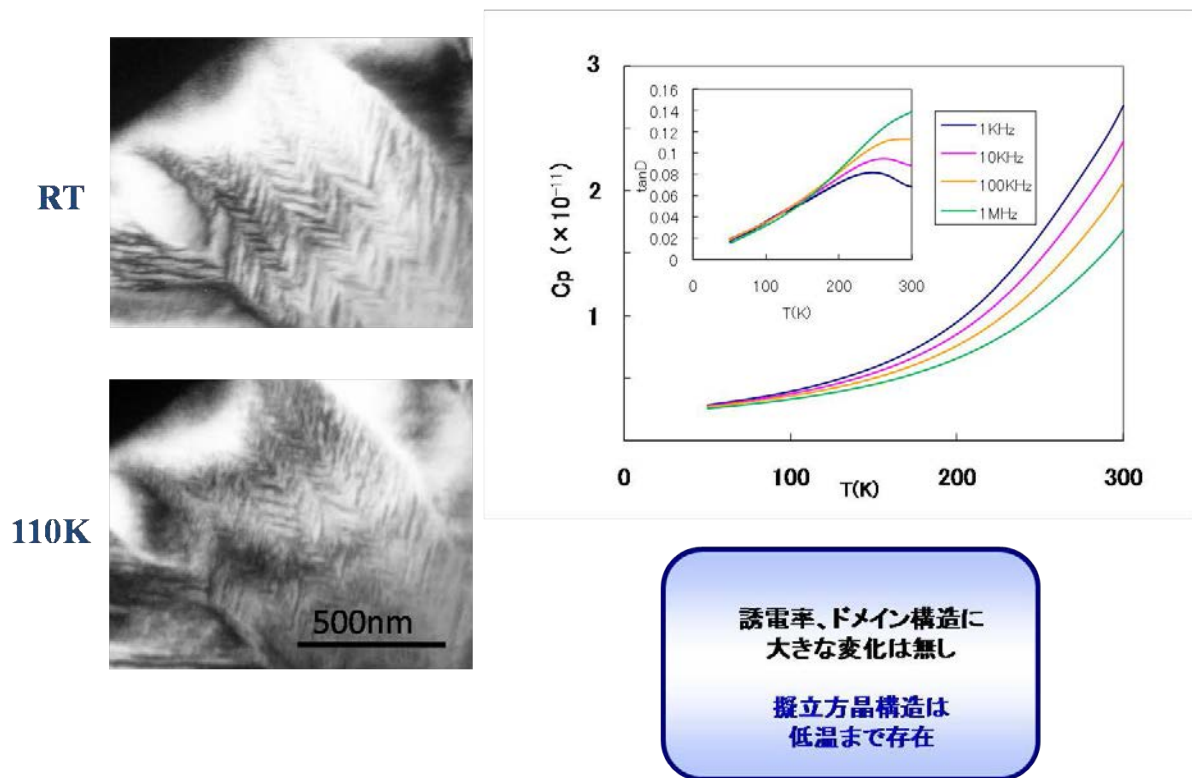 RT
110K
500nm
3
2
1
Cp (×10⁻¹¹)
0
100
200
300
T(K)
0.16
0.14
0.12
0.1
0.08
0.06
0.04
0.02
0
tanD
0
100
200
300
T(K)
1KHz
10KHz
100KHz
1MHz
誘電率、ドメイン構造に
大きな変化は無し
擬立方晶構造は
低温まで存在